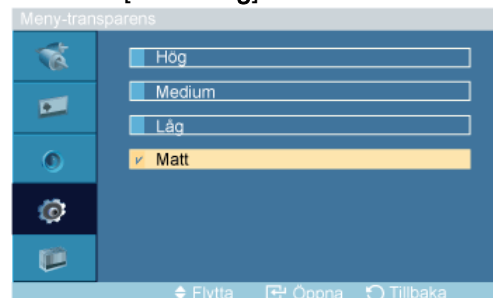 Meny-transparens
Hög
Medium
Låg
Matt
Flytta Öppna Tillbaka